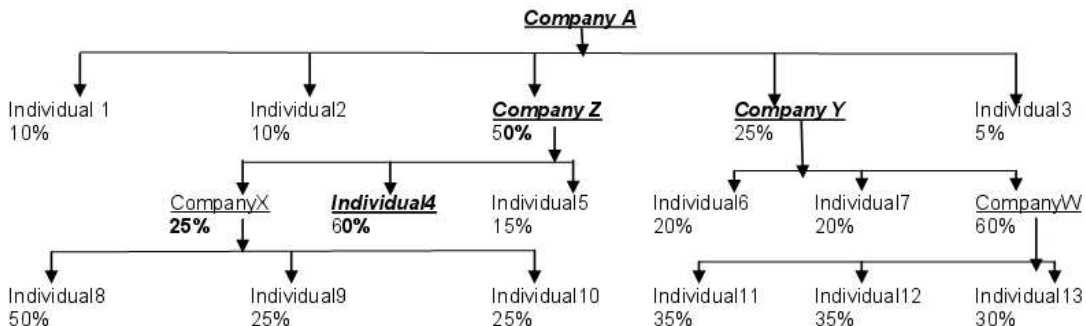 Company A
Individual 1 Individual2 Company Z Company Y Individual3
10% 10% 50% 25% 5%
CompanyX Individual4 Individual5 Individual6 Individual7 CompanyW
25% 60% 15% 20% 20% 60%
Individual8 Individual9 Individual10 Individual11 Individual12 Individual13
50% 25% 25% 35% 35% 30%